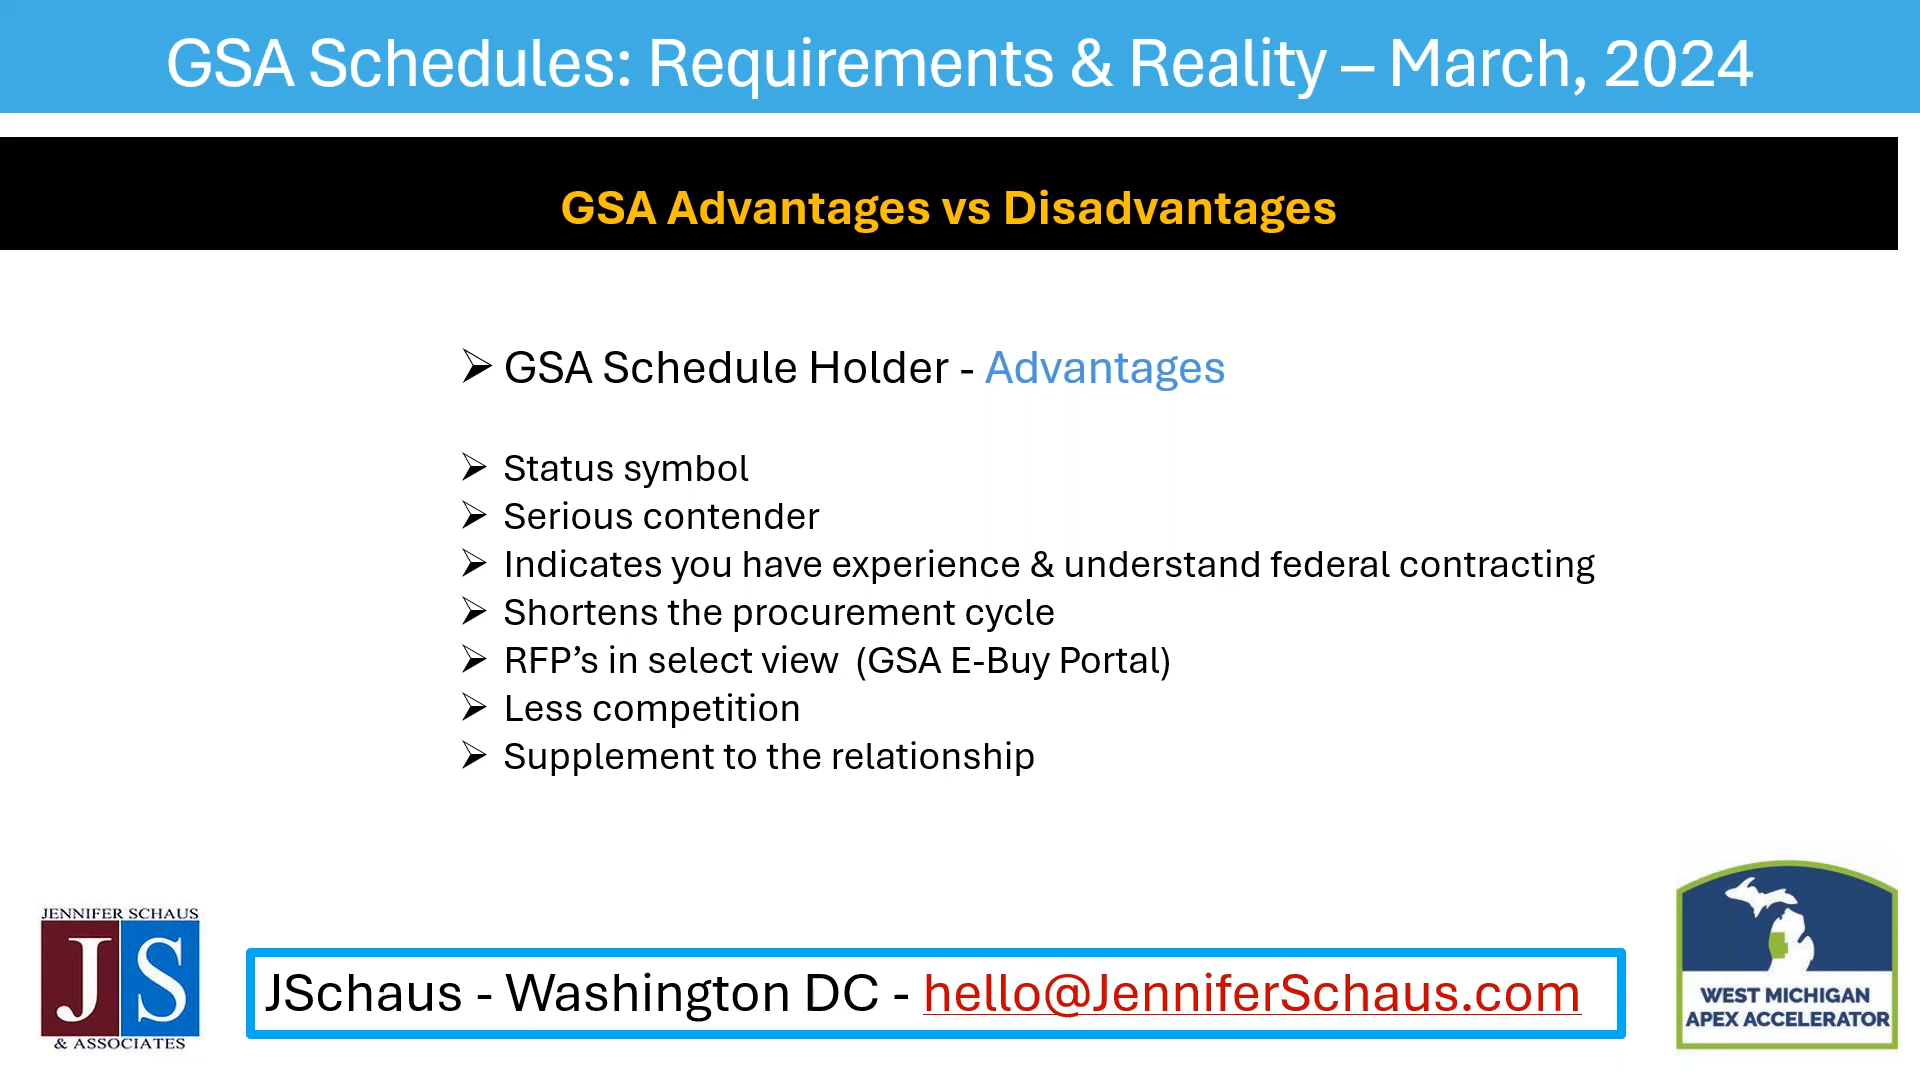 GSA Schedules: Requirements & Reality – March, 2024
GSA Advantages vs Disadvantages
➢ GSA Schedule Holder - Advantages
➢ Status symbol
➢ Serious contender
➢ Indicates you have experience & understand federal contracting
➢ Shortens the procurement cycle
➢ RFP’s in select view  (GSA E-Buy Portal)
➢ Less competition
➢ Supplement to the relationship
JENNIFER SCHAUS
JS
& ASSOCIATES
JSchaus - Washington DC - hello@JenniferSchaus.com
WEST MICHIGAN
APEX ACCELERATOR